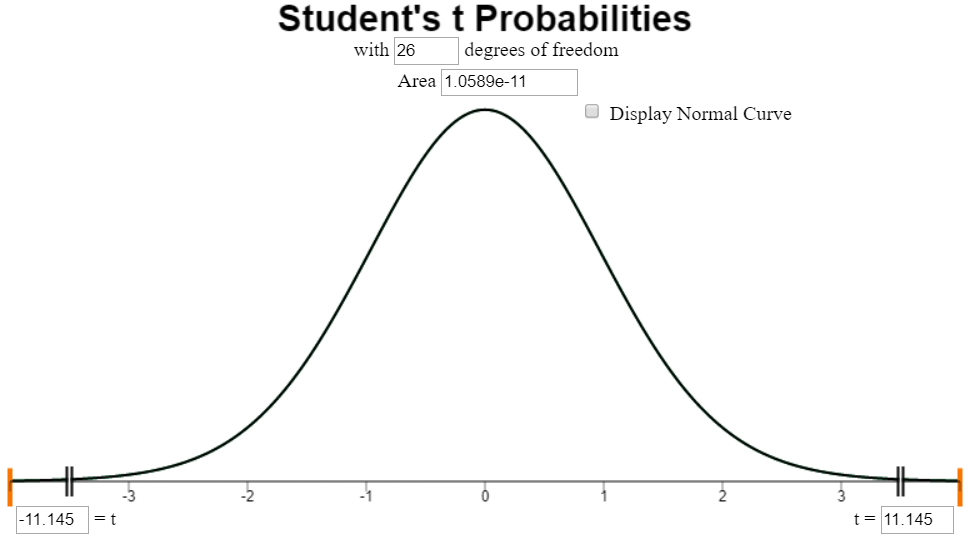 Student's t Probabilities
with 26 degrees of freedom
Area 1.0589e-11
Display Normal Curve
-3 -2 -1 0 1 2 3
-11.145 = t t = 11.145